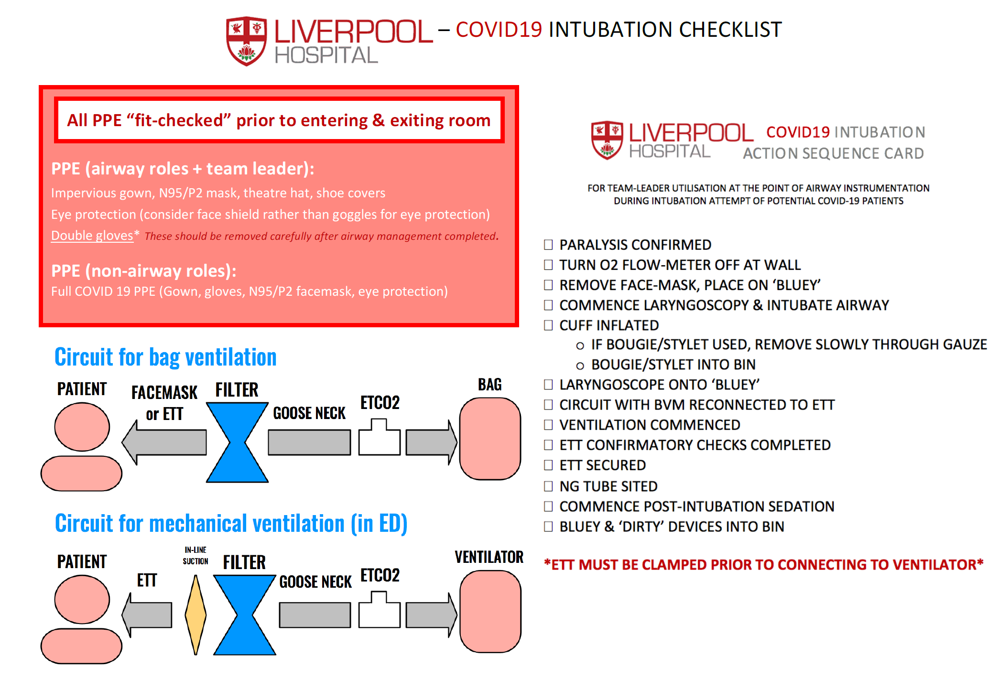 LIVERPOOL HOSPITAL – COVID19 INTUBATION CHECKLIST
All PPE “fit-checked” prior to entering & exiting room
PPE (airway roles + team leader):
Impervious gown, N95/P2 mask, theatre hat, shoe covers
Eye protection (consider face shield rather than goggles for eye protection)
Double gloves* These should be removed carefully after airway management completed.
PPE (non-airway roles):
Full COVID 19 PPE (Gown, gloves, N95/P2 facemask, eye protection)
Circuit for bag ventilation
PATIENT
FACEMASK
or ETT
FILTER
GOOSE NECK
ETCO2
BAG
Circuit for mechanical ventilation (in ED)
PATIENT
ETT
IN-LINE
SUCTION
FILTER
GOOSE NECK
ETCO2
VENTILATOR
LIVERPOOL
HOSPITAL
COVID19 INTUBATION
ACTION SEQUENCE CARD
FOR TEAM-LEADER UTILISATION AT THE POINT OF AIRWAY INSTRUMENTATION
DURING INTUBATION ATTEMPT OF POTENTIAL COVID-19 PATIENTS
☐ PARALYSIS CONFIRMED
☐ TURN O2 FLOW-METER OFF AT WALL
☐ REMOVE FACE-MASK, PLACE ON ‘BLUEY’
☐ COMMENCE LARYNGOSCOPY & INTUBATE AIRWAY
☐ CUFF INFLATED
o IF BOUGIE/STYLET USED, REMOVE SLOWLY THROUGH GAUZE
o BOUGIE/STYLET INTO BIN
☐ LARYNGOSCOPE ONTO ‘BLUEY’
☐ CIRCUIT WITH BVM RECONNECTED TO ETT
☐ VENTILATION COMMENCED
☐ ETT CONFIRMATORY CHECKS COMPLETED
☐ ETT SECURED
☐ NG TUBE SITED
☐ COMMENCE POST-INTUBATION SEDATION
☐ BLUEY & ‘DIRTY’ DEVICES INTO BIN
*ETT MUST BE CLAMPED PRIOR TO CONNECTING TO VENTILATOR*